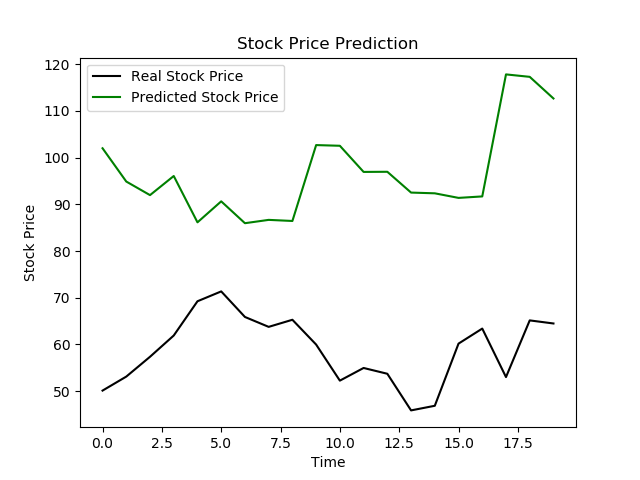 Stock Price Prediction
Real Stock Price
Predicted Stock Price
Stock Price
120
110
100
90
80
70
60
50
0.0 2.5 5.0 7.5 10.0 12.5 15.0 17.5
Time